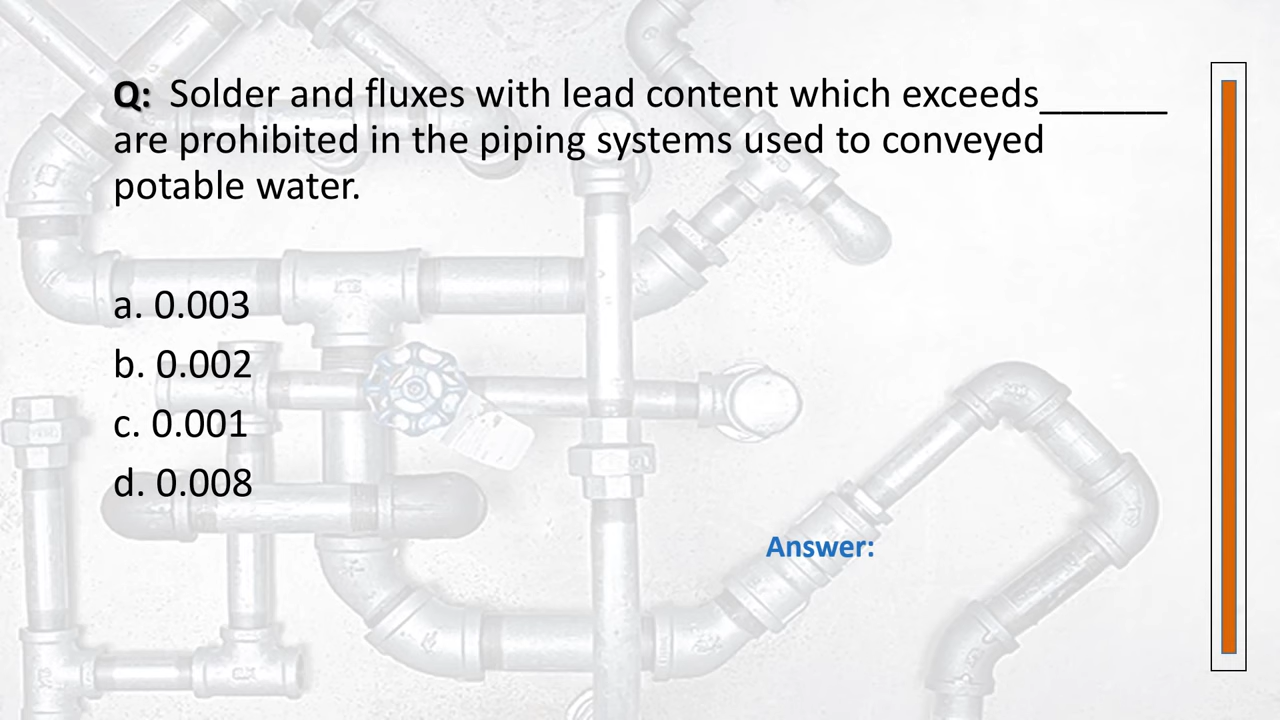 Q: Solder and fluxes with lead content which exceeds______
are prohibited in the piping systems used to conveyed
potable water.
a. 0.003
b. 0.002
c. 0.001
d. 0.008
Answer: